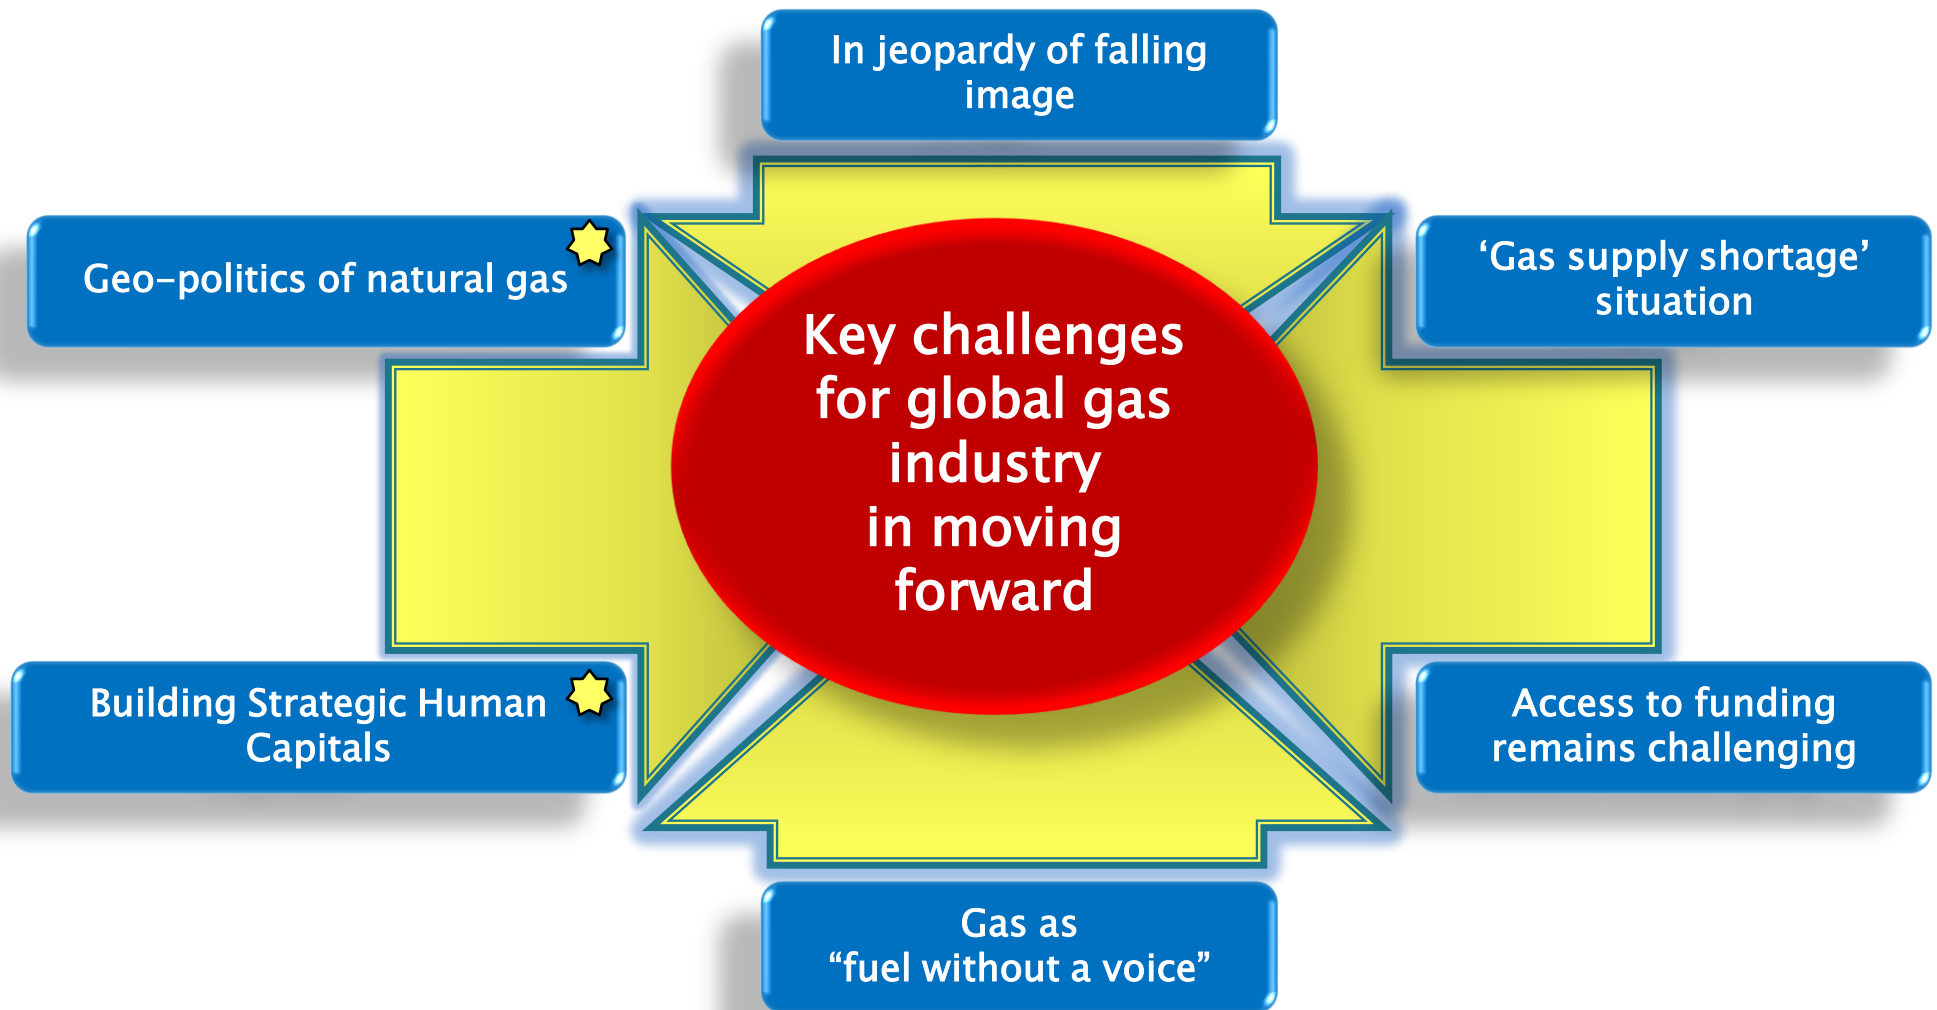 In jeopardy of falling
image
Geo-politics of natural gas
‘Gas supply shortage’
situation
Key challenges
for global gas
industry
in moving
forward
Building Strategic Human
Capitals
Access to funding
remains challenging
Gas as
“fuel without a voice”